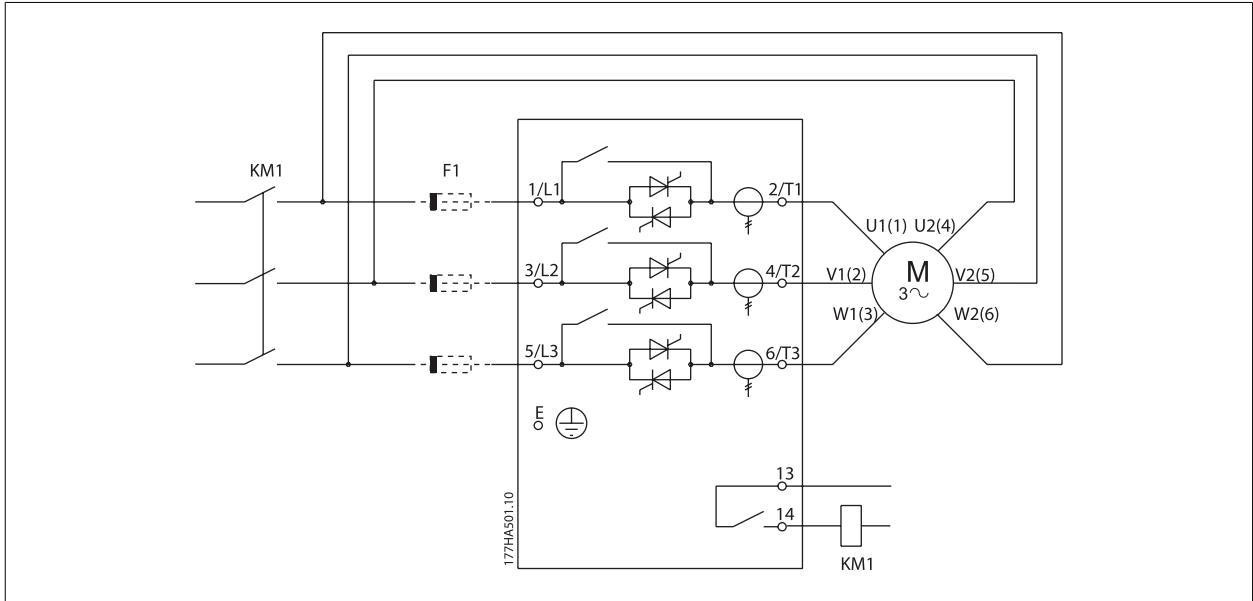 KM1
F1
1/L1
2/T1
U1(1) U2(4)
3/L2
4/T2
V1(2)
M
3~
V2(5)
W1(3)
W2(6)
5/L3
6/T3
E
13
14
KM1
177HA501.10